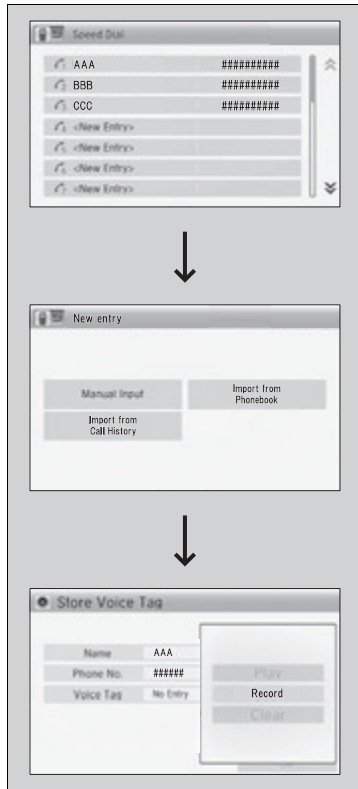 Speed Dial
AAA ##########
BBB ##########
CCC ##########
<New Entry>
<New Entry>
<New Entry>
<New Entry>
New entry
Manual Input
Import from
Phonebook
Import from
Call History
Store Voice Tag
Name AAA
Phone No. ######
Voice Tag No Entry
Play
Record
Clear